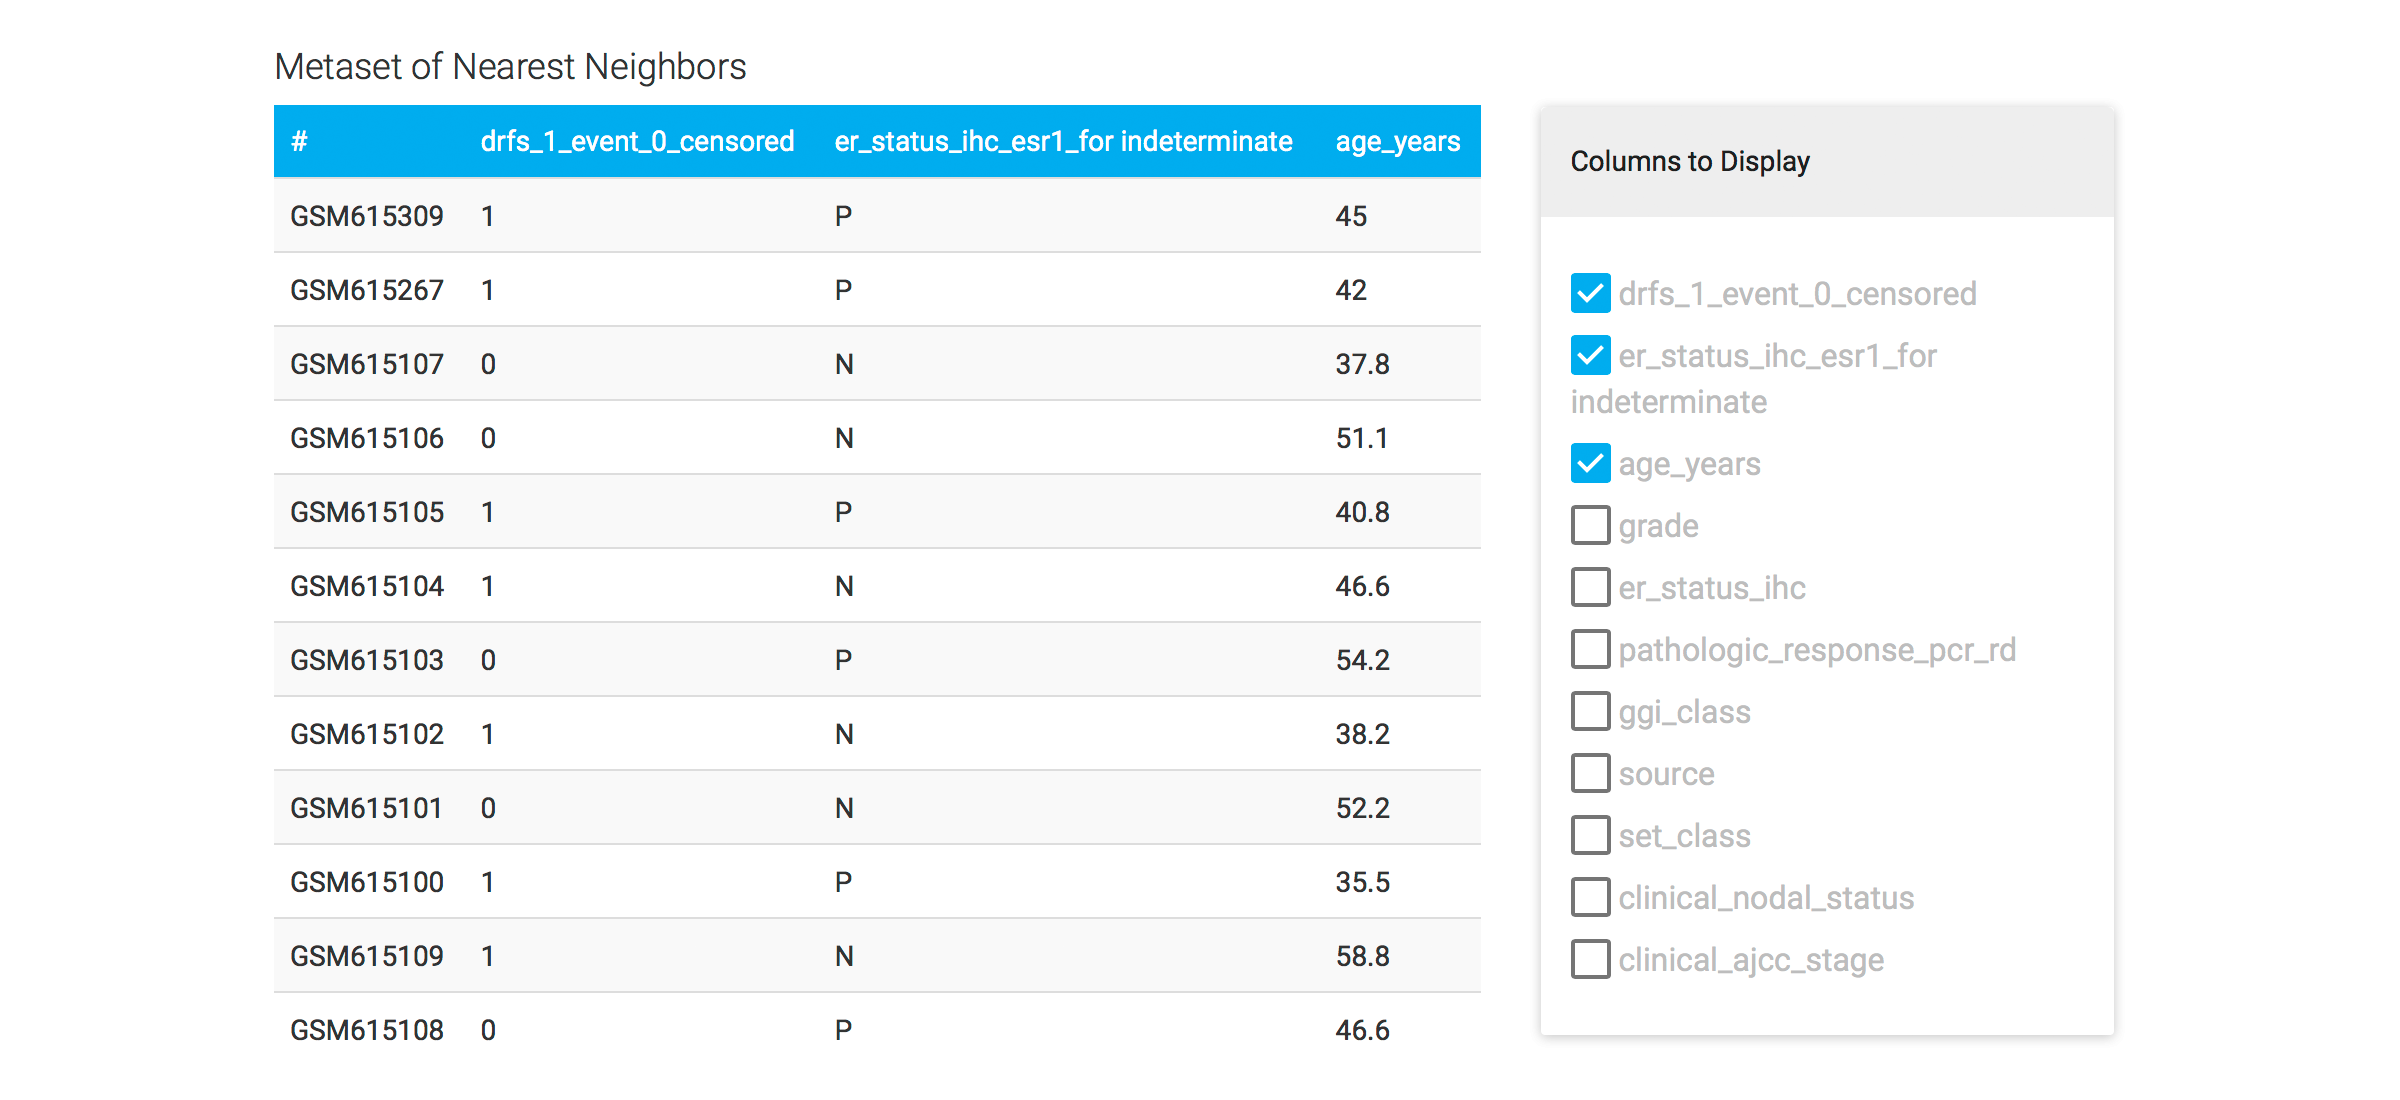 Metaset of Nearest Neighbors
# drfs_1_event_0_censored er_status_ihc_esr1_for indeterminate age_years
GSM615309 1 P 45
GSM615267 1 P 42
GSM615107 0 N 37.8
GSM615106 0 N 51.1
GSM615105 1 P 40.8
GSM615104 1 N 46.6
GSM615103 0 P 54.2
GSM615102 1 N 38.2
GSM615101 0 N 52.2
GSM615100 1 P 35.5
GSM615109 1 N 58.8
GSM615108 0 P 46.6
Columns to Display
drfs_1_event_0_censored
er_status_ihc_esr1_for
indeterminate
age_years
grade
er_status_ihc
pathologic_response_pcr_rd
ggi_class
source
set_class
clinical_nodal_status
clinical_ajcc_stage